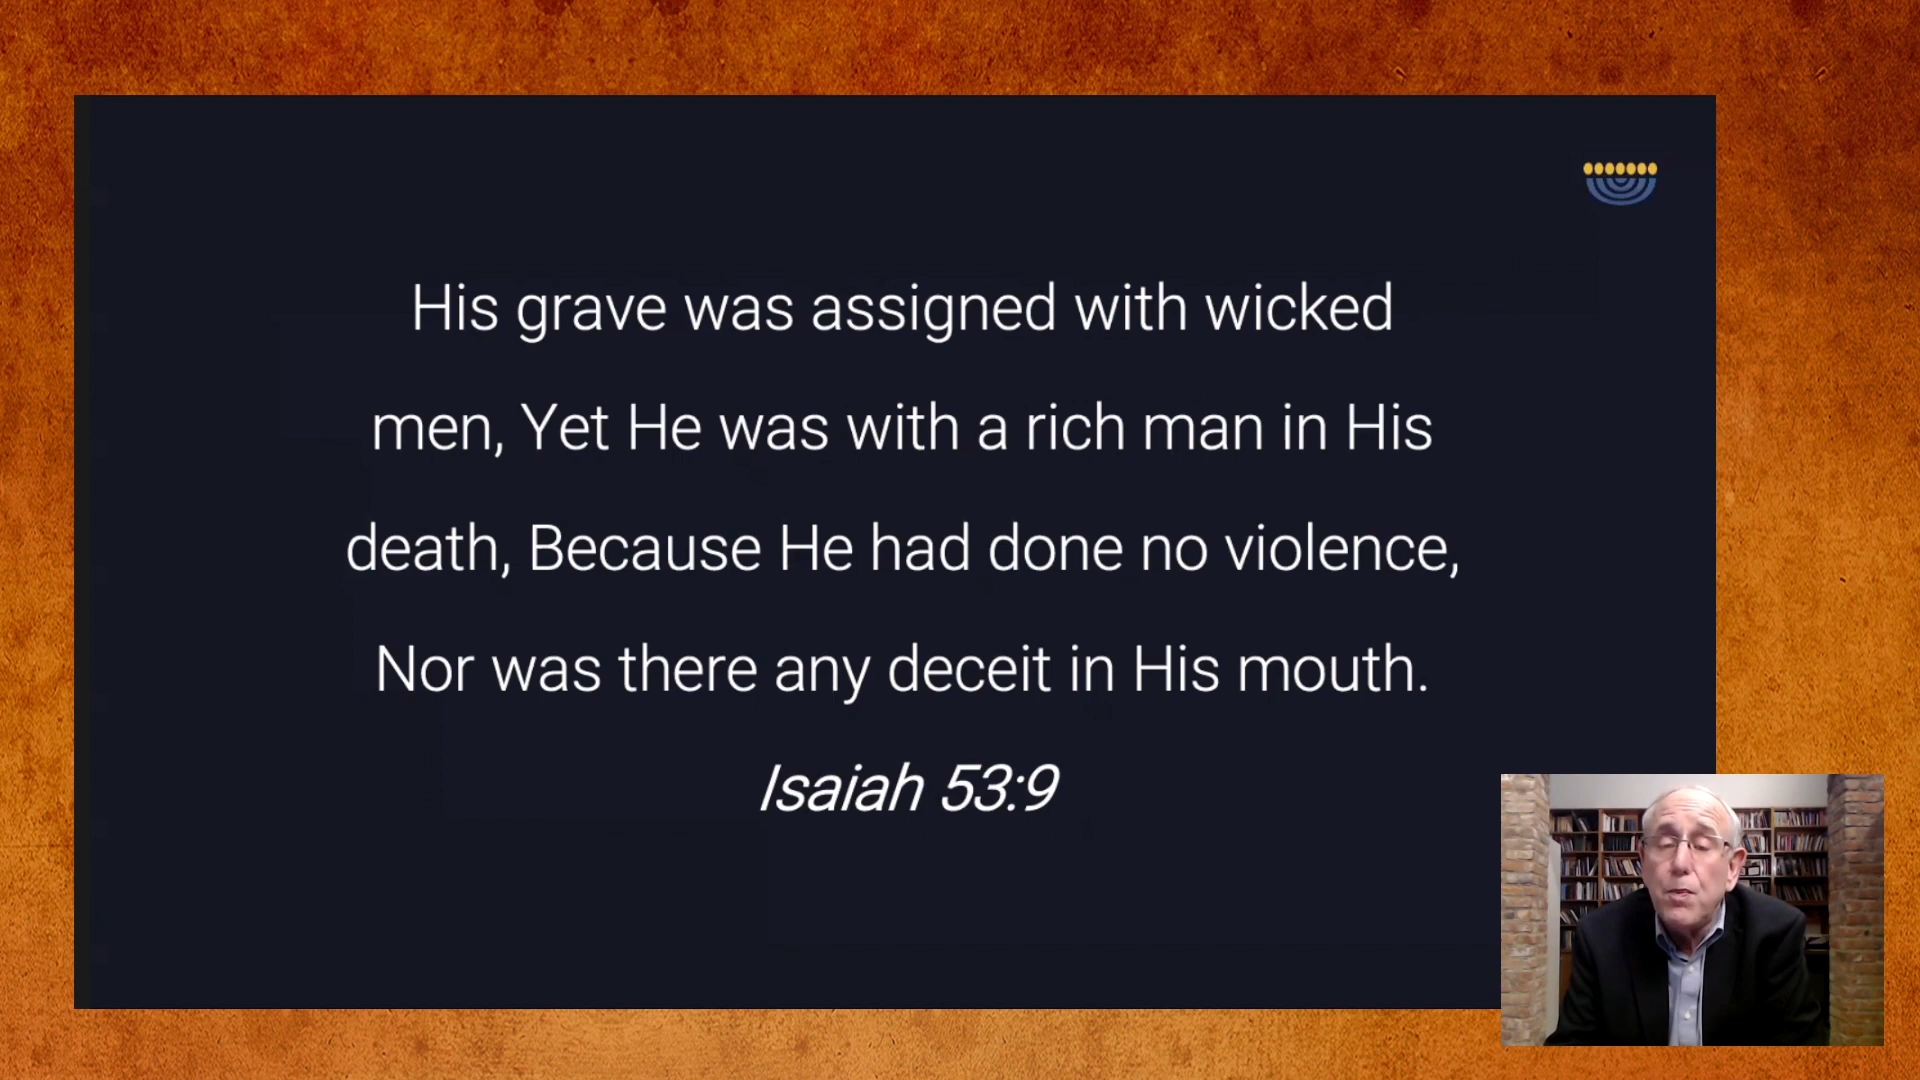 His grave was assigned with wicked
men, Yet He was with a rich man in His
death, Because He had done no violence,
Nor was there any deceit in His mouth.
Isaiah 53:9